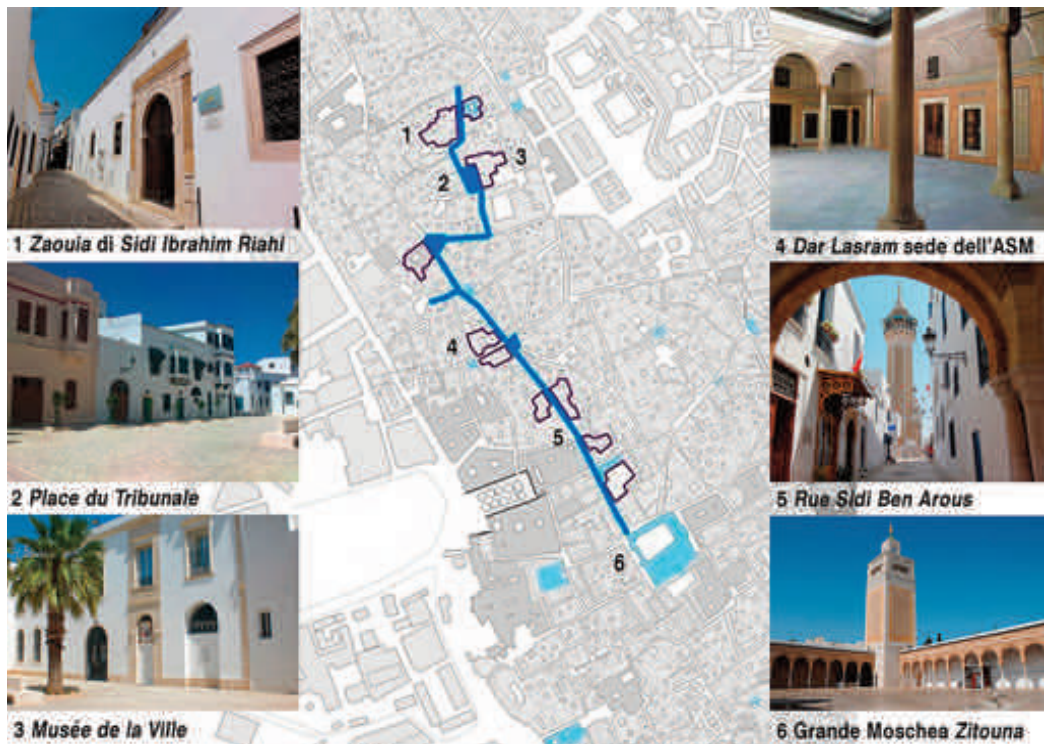 1 Zaouia di Sidi Ibrahim Riahi
2 Place du Tribunale
3 Musée de la Ville
1
3
2
4
5
6
4 Dar Lasram sede dell'ASM
5 Rue Sidi Ben Arous
6 Grande Moschea Zitouna